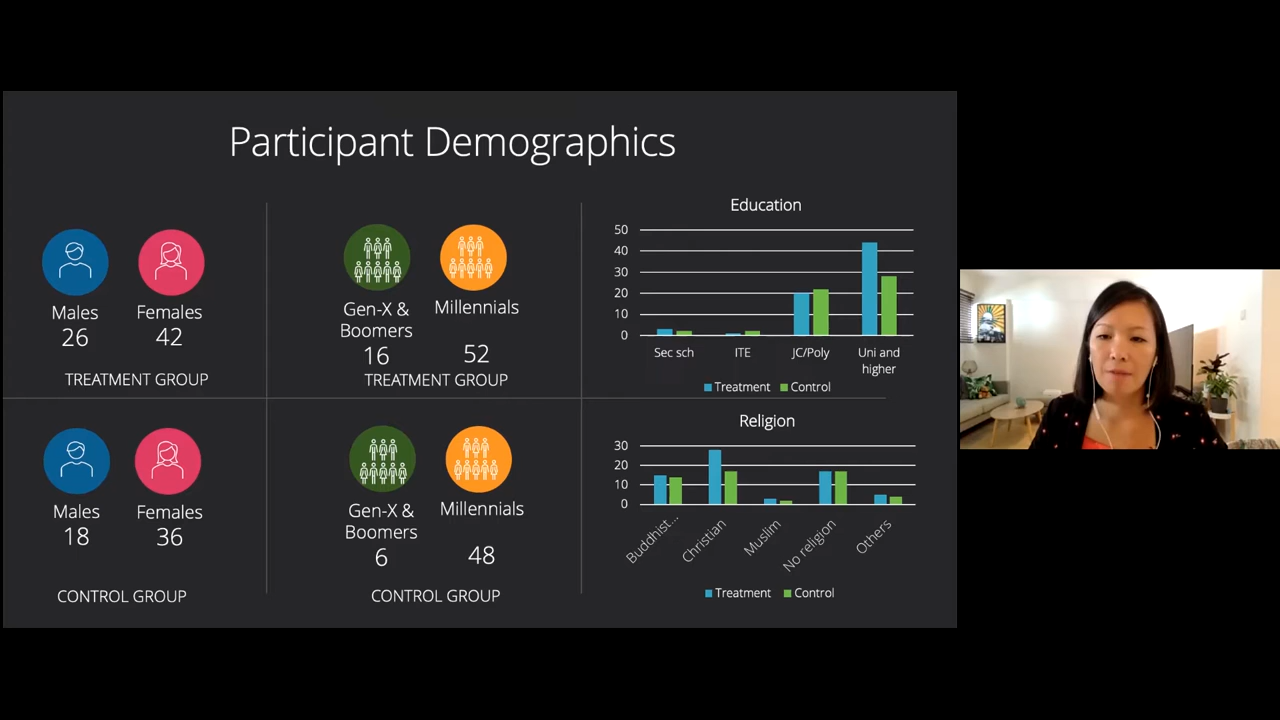 Participant Demographics
Males
26
Females
42
TREATMENT GROUP
Gen-X &
Boomers
16
Millennials
52
TREATMENT GROUP
Education
50
40
30
20
10
0
Sec sch
ITE
JC/Poly
Uni and
higher
Treatment
Control
Males
18
Females
36
CONTROL GROUP
Gen-X &
Boomers
6
Millennials
48
CONTROL GROUP
Religion
30
20
10
0
Buddhist...
Christian
Muslim
No religion
Others
Treatment
Control